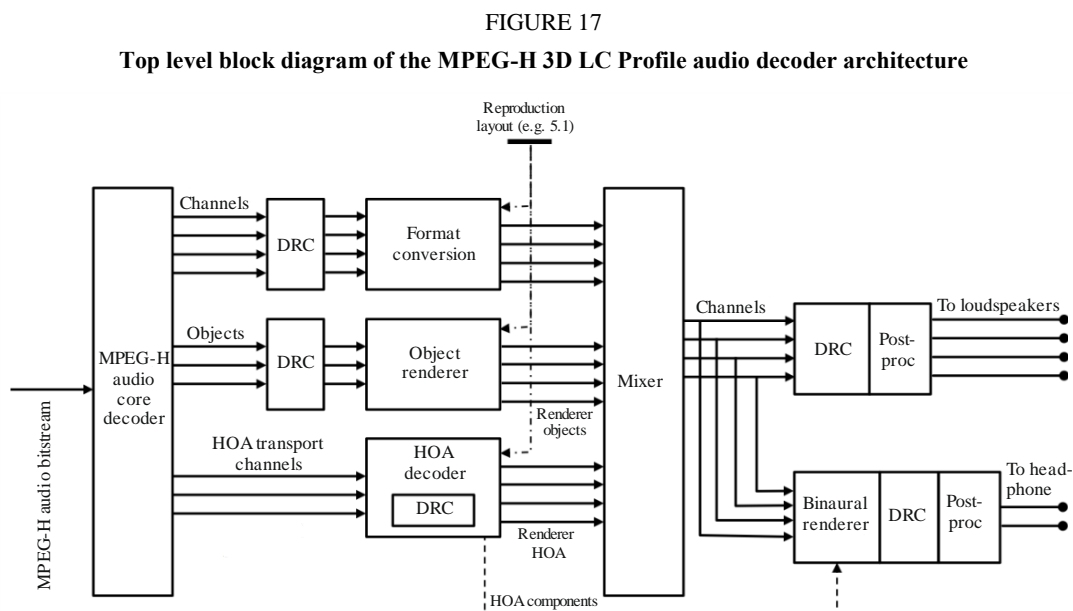 FIGURE 17
Top level block diagram of the MPEG-H 3D LC Profile audio decoder architecture
Reproduction
layout (e.g. 5.1)
Channels
DRC
Format
conversion
Objects
DRC
Object
renderer
Renderer
objects
MPEG-H
audio
core
decoder
MPEG-H audio bitstream
HOA transport
channels
HOA
decoder
DRC
Renderer
HOA
HOA components
Mixer
Channels
DRC
Post-
proc
To loudspeakers
Binaural
renderer
DRC
Post-
proc
To head-
phone